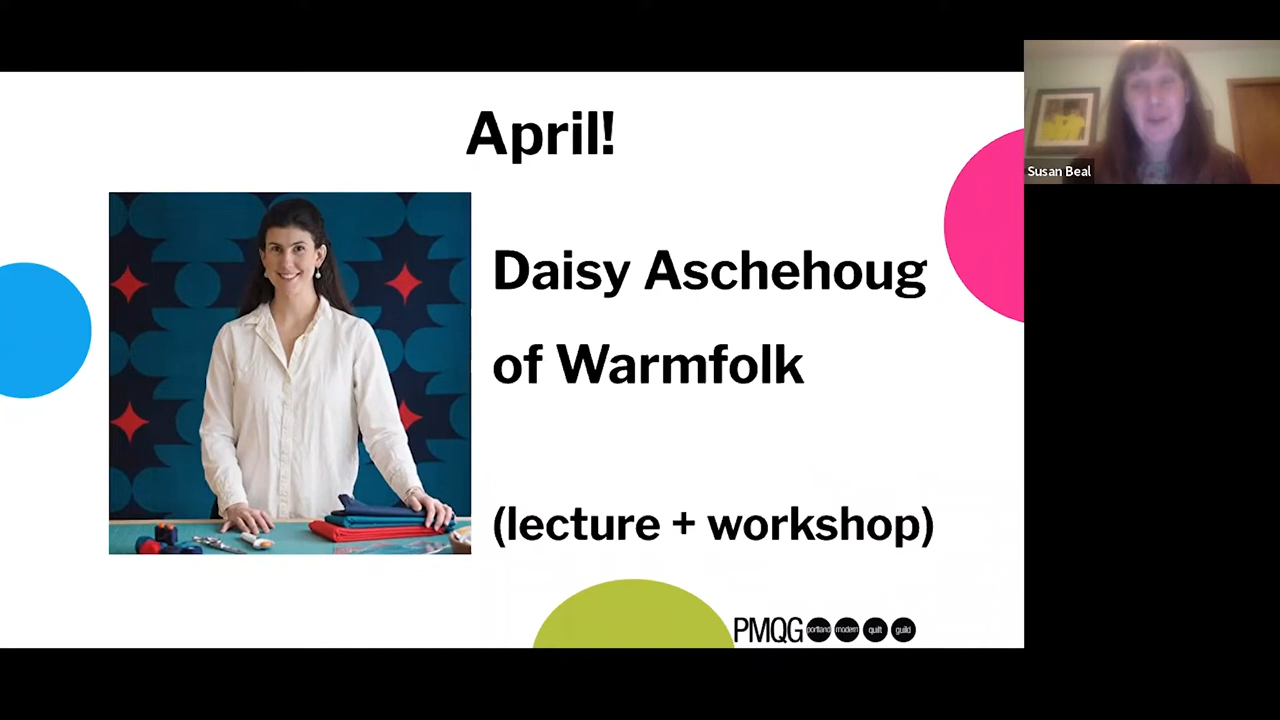 April!
Susan Beal
Daisy Aschehoug
of Warmfolk
(lecture + workshop)
PMQG portland modern quilt guild